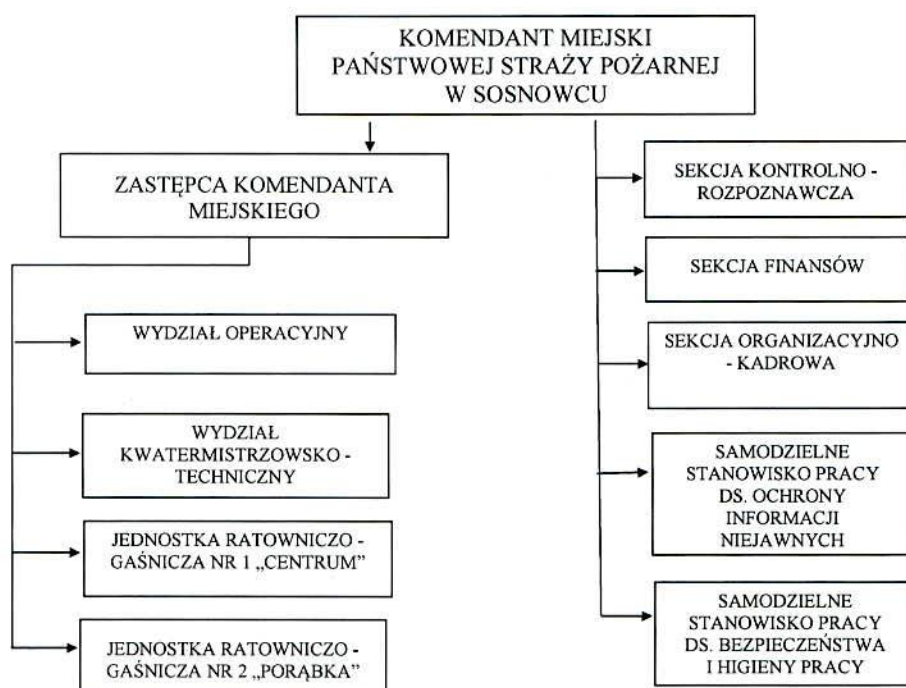 KOMENDANT MIEJSKI
PAŃSTWOWEJ STRAŻY POŻARNEJ
W SOSNOWCU
ZASTĘPCA KOMENDANTA
MIEJSKIEGO
WYDZIAŁ OPERACYJNY
WYDZIAŁ
KWATERMISTRZOWSKO -
TECHNICZNY
JEDNOSTKA RATOWNICZO -
GAŚNICZA NR 1 „CENTRUM”
JEDNOSTKA RATOWNICZO -
GAŚNICZA NR 2 „PORĄBKA”
SEKCJA KONTROLNO -
ROZPOZNAWCZA
SEKCJA FINANSÓW
SEKCJA ORGANIZACYJNO
- KADROWA
SAMODZIELNE
STANOWISKO PRACY
DS. OCHRONY
INFORMACJI
NIEJAWNYCH
SAMODZIELNE
STANOWISKO PRACY
DS. BEZPIECZEŃSTWA
I HIGIENY PRACY